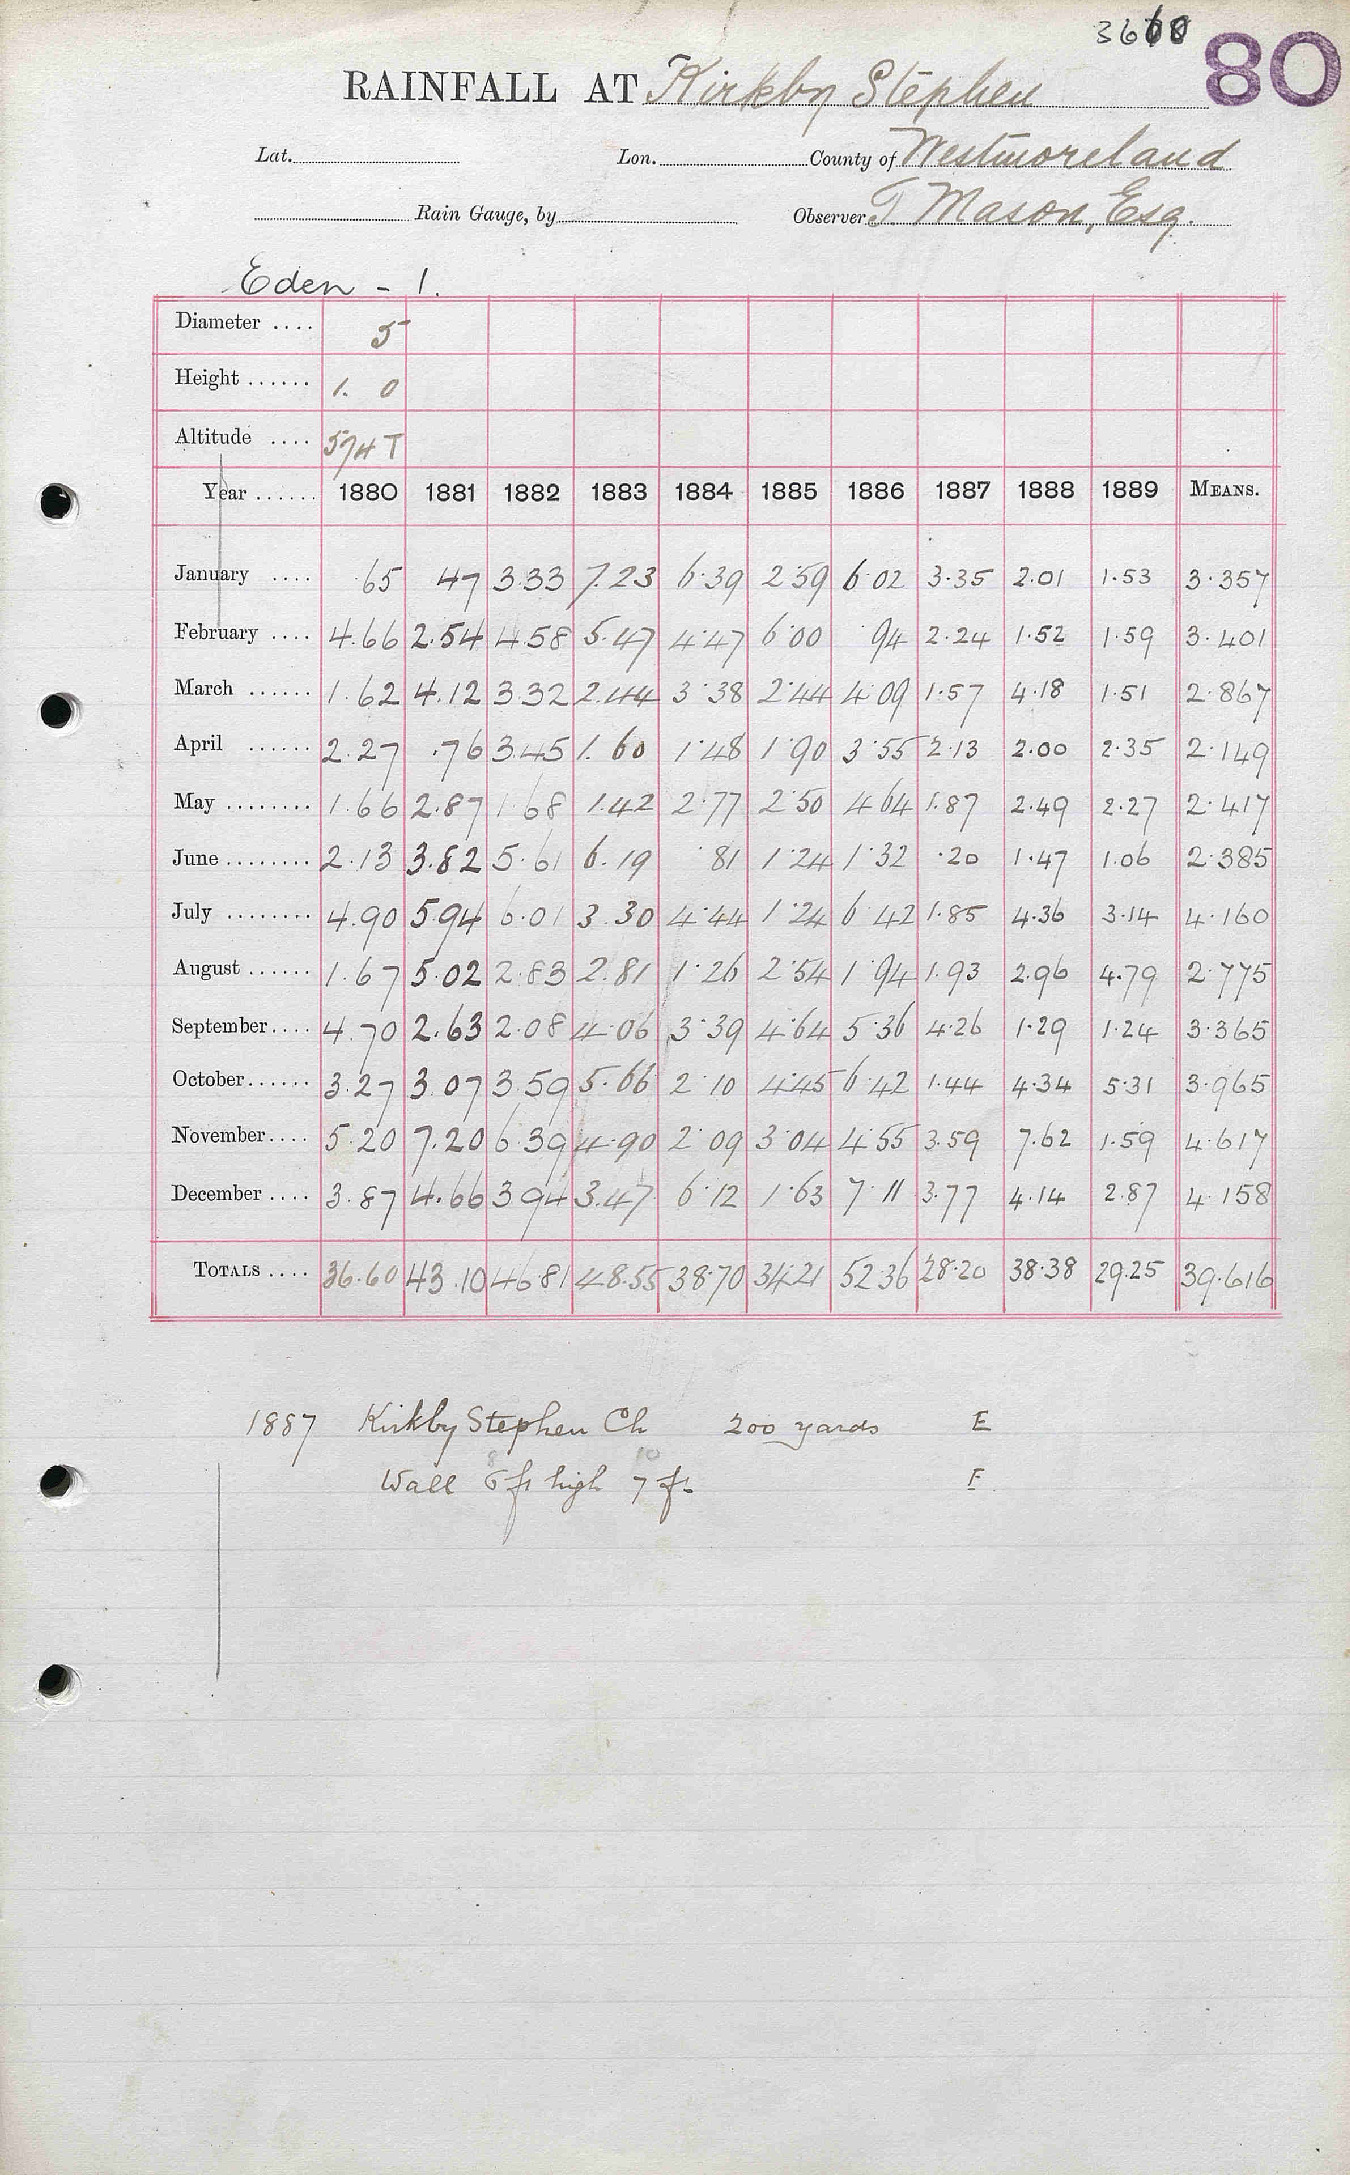 3668 80
RAINFALL AT Kirkby Stephen
Lat. Lon. County of Westmoreland
Rain Gauge, by Observer T Mason, Esq.
Eden - 1.
Diameter .... 5
Height ...... 1. 0
Altitude .... 574 T
Year ...... 1880 1881 1882 1883 1884 1885 1886 1887 1888 1889 MEANS.
January .... .65 47 3.33 7.23 6.39 2.59 6.02 3.35 2.01 1.53 3.357
February .... 4.66 2.54 4.58 5.47 4.47 6.00 .94 2.24 1.52 1.59 3.401
March ...... 1.62 4.12 3.32 2.44 3.38 2.44 4.09 1.57 4.18 1.51 2.867
April ...... 2.27 .76 3.45 1.60 1.48 1.90 3.55 2.13 2.00 2.35 2.149
May ........ 1.66 2.87 1.68 1.42 2.77 2.50 4.64 1.87 2.49 2.27 2.417
June ........ 2.13 3.82 5.61 6.19 .81 1.24 1.32 .20 1.47 1.06 2.385
July ........ 4.90 5.94 6.01 3.30 4.44 1.24 6.42 1.85 4.36 3.14 4.160
August ...... 1.67 5.02 2.83 2.81 1.26 2.54 1.94 1.93 2.96 4.79 2.775
September .... 4.70 2.63 2.08 4.06 3.39 4.64 5.36 4.26 1.29 1.24 3.365
October ...... 3.27 3.07 3.59 5.66 2.10 4.45 6.42 1.44 4.34 5.31 3.965
November .... 5.20 7.20 6.39 4.90 2.09 3.04 4.55 3.59 7.62 1.59 4.617
December .... 3.87 4.66 3.94 3.47 6.12 1.63 7.11 3.77 4.14 2.87 4.158
TOTALS .... 36.60 43.10 46.81 48.55 38.70 34.21 52.36 28.20 38.38 29.25 39.616
1887 Kirkby Stephen Ch 200 yards E
8 10
Wall 6 ft high 7 ft. E